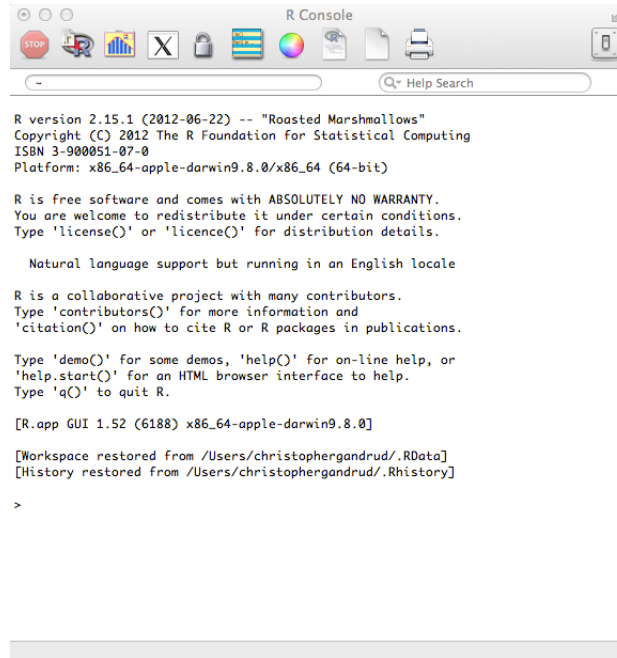 R Console
STOP
X
~
Help Search
R version 2.15.1 (2012-06-22) -- "Roasted Marshmallows"
Copyright (C) 2012 The R Foundation for Statistical Computing
ISBN 3-900051-07-0
Platform: x86_64-apple-darwin9.8.0/x86_64 (64-bit)
R is free software and comes with ABSOLUTELY NO WARRANTY.
You are welcome to redistribute it under certain conditions.
Type 'license()' or 'licence()' for distribution details.
Natural language support but running in an English locale
R is a collaborative project with many contributors.
Type 'contributors()' for more information and
'citation()' on how to cite R or R packages in publications.
Type 'demo()' for some demos, 'help()' for on-line help, or
'help.start()' for an HTML browser interface to help.
Type 'q()' to quit R.
[R.app GUI 1.52 (6188) x86_64-apple-darwin9.8.0]
[Workspace restored from /Users/christophergandrud/.RData]
[History restored from /Users/christophergandrud/.Rhistory]
>